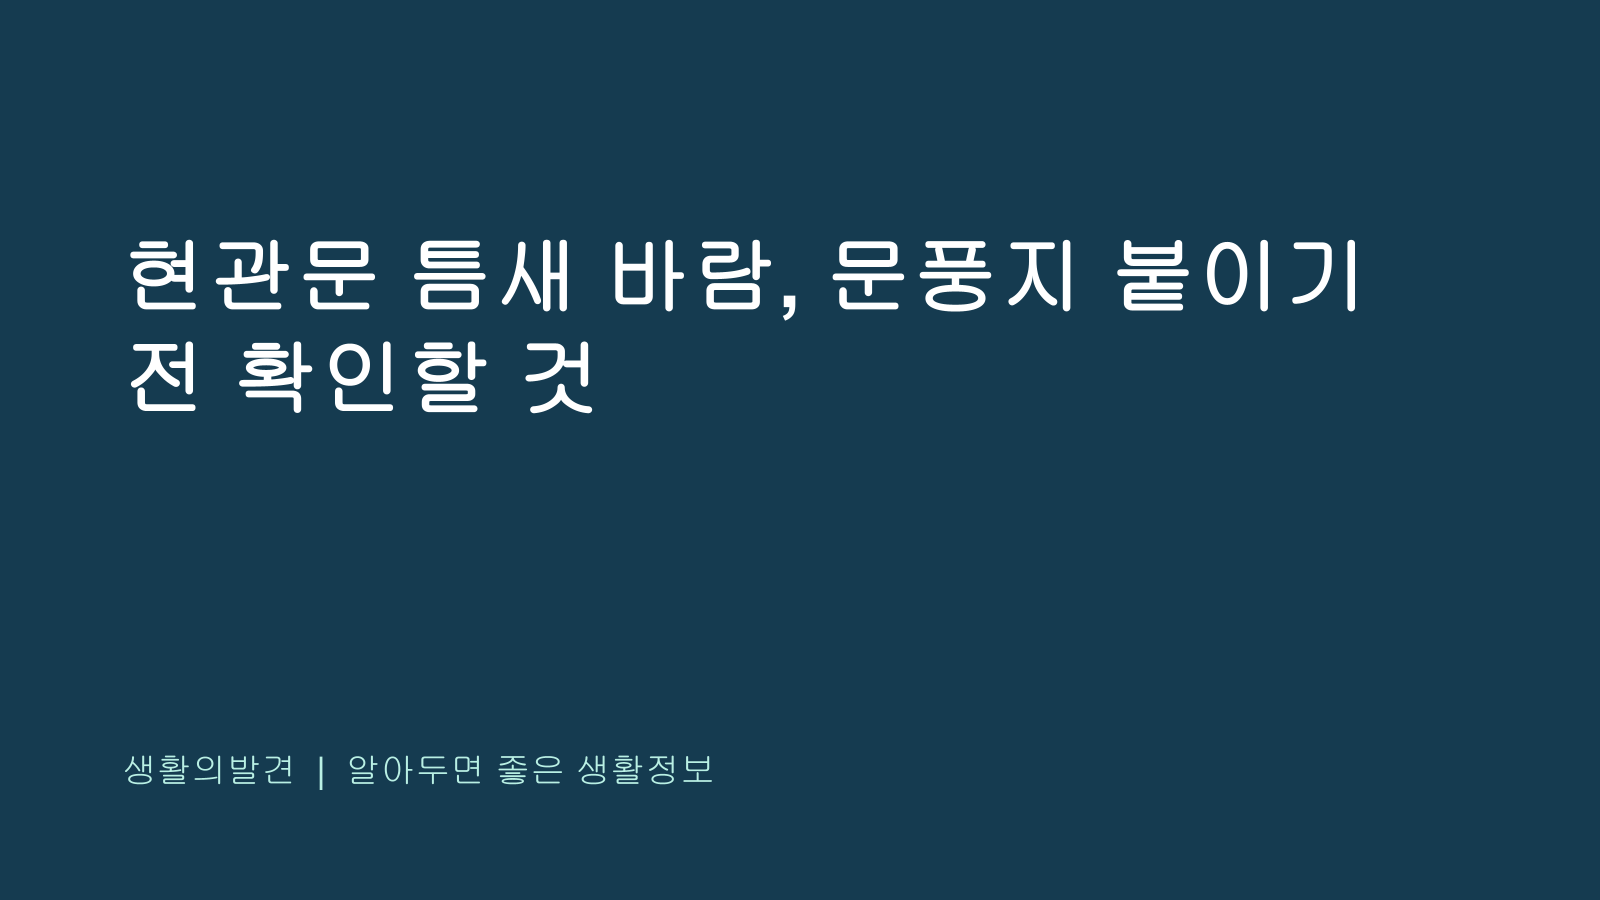 현관문 틈새 바람, 문풍지 붙이기
전 확인할 것
생활의발견 | 알아두면 좋은 생활정보